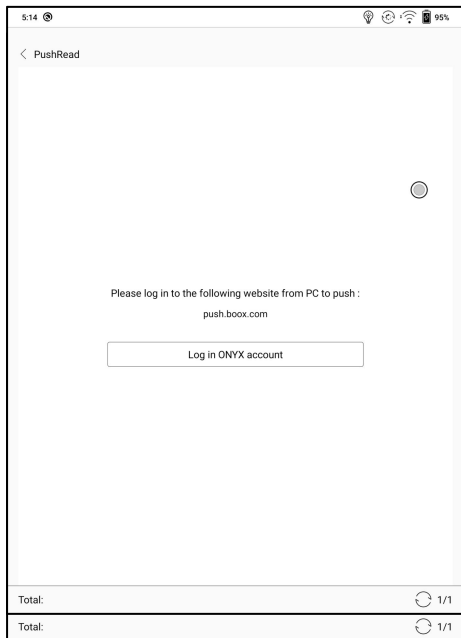 5:14 95%
PushRead
Please log in to the following website from PC to push :
push.boox.com
Log in ONYX account
Total: 1/1
Total: 1/1